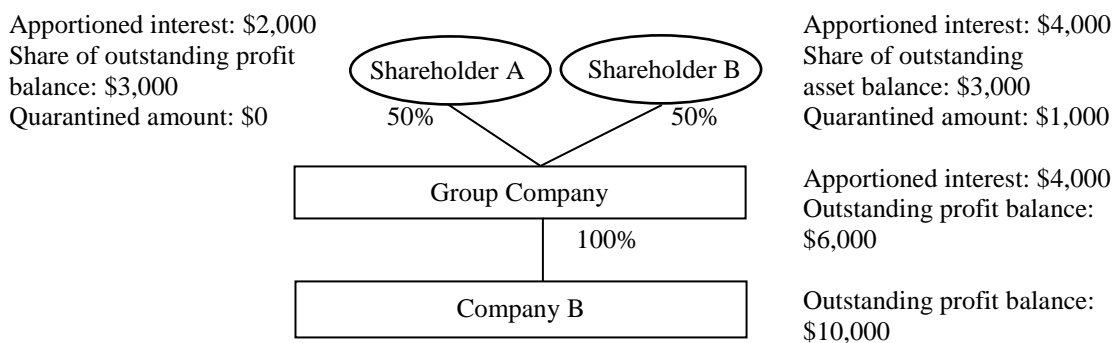 Apportioned interest: $2,000
Share of outstanding profit
balance: $3,000
Quarantined amount: $0
Shareholder A
Shareholder B
Apportioned interest: $4,000
Share of outstanding
asset balance: $3,000
Quarantined amount: $1,000
50%
50%
Group Company
Apportioned interest: $4,000
Outstanding profit balance:
$6,000
100%
Company B
Outstanding profit balance:
$10,000